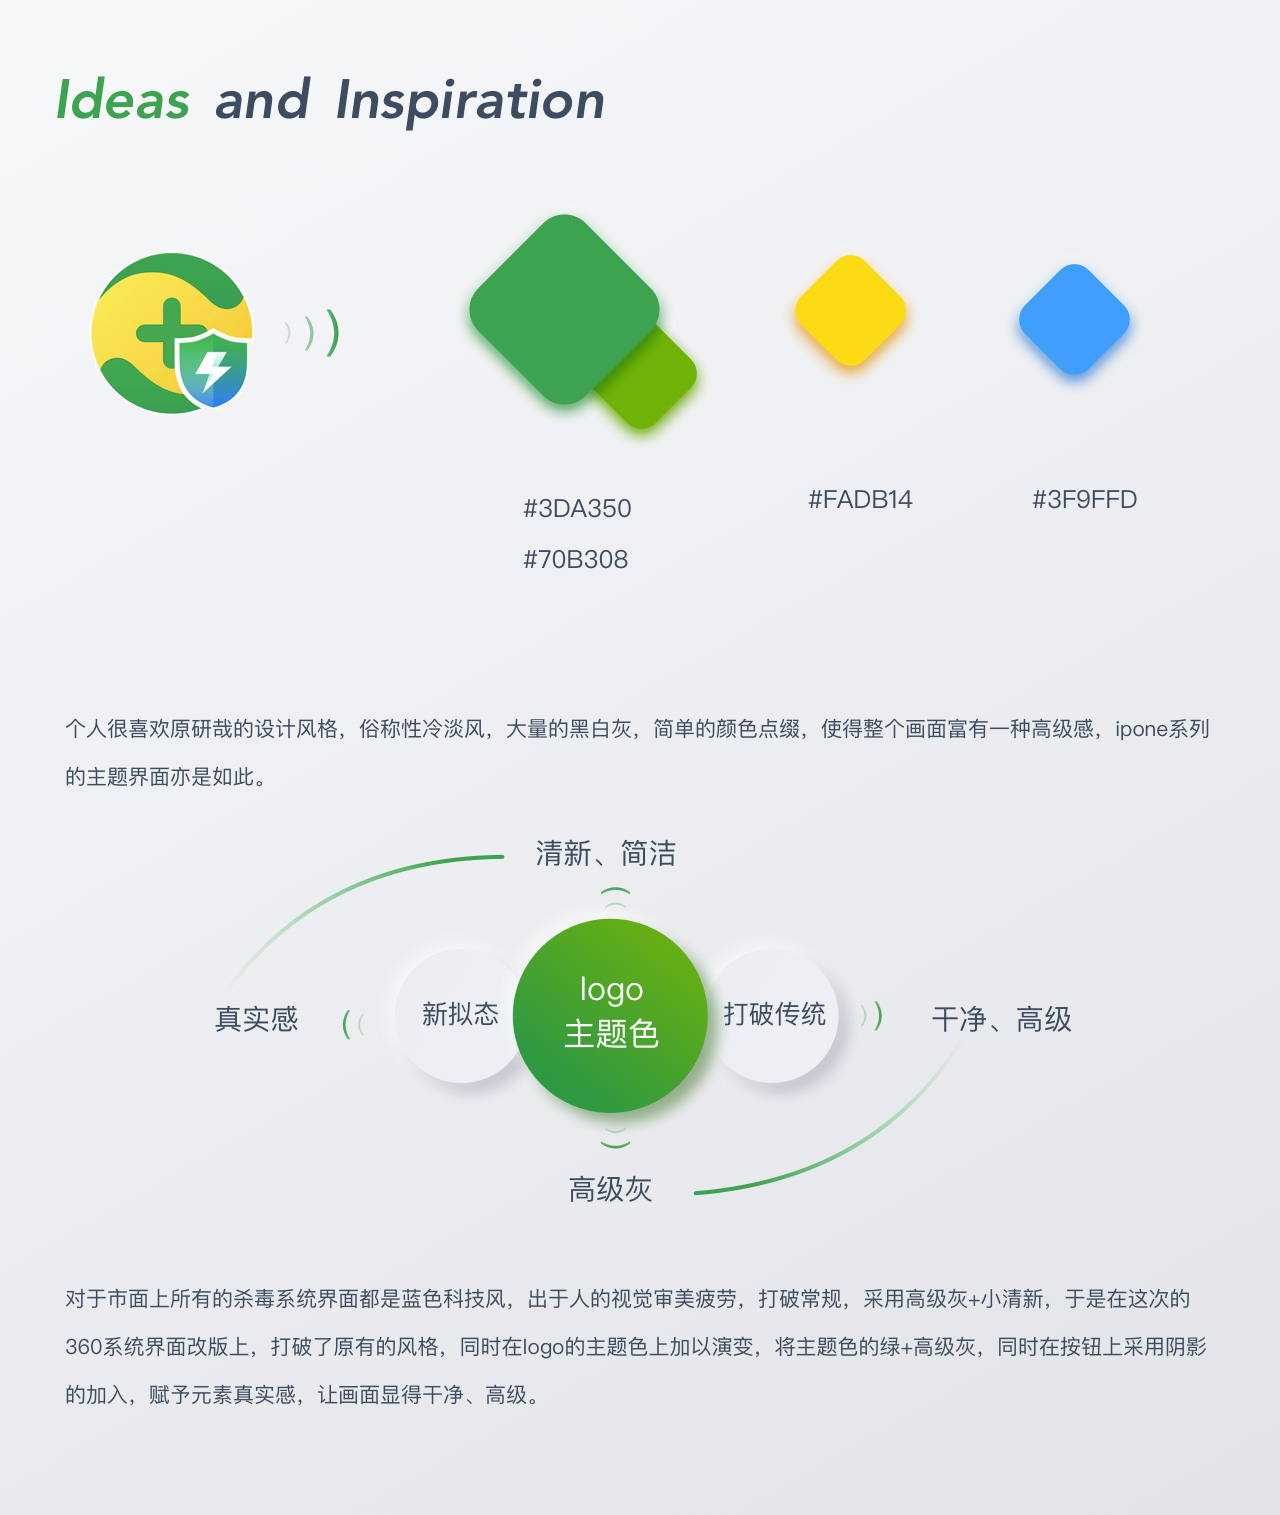 Ideas and Inspiration
#3DA350
#70B308
#FADB14
#3F9FFD
个人很喜欢原研哉的设计风格，俗称性冷淡风，大量的黑白灰，简单的颜色点缀，使得整个画面富有一种高级感，ipone系列
的主题界面亦是如此。
清新、简洁
真实感
新拟态
logo
主题色
打破传统
干净、高级
高级灰
对于市面上所有的杀毒系统界面都是蓝色科技风，出于人的视觉审美疲劳，打破常规，采用高级灰+小清新，于是在这次的
360系统界面改版上，打破了原有的风格，同时在logo的主题色上加以演变，将主题色的绿+高级灰，同时在按钮上采用阴影
的加入，赋予元素真实感，让画面显得干净、高级。